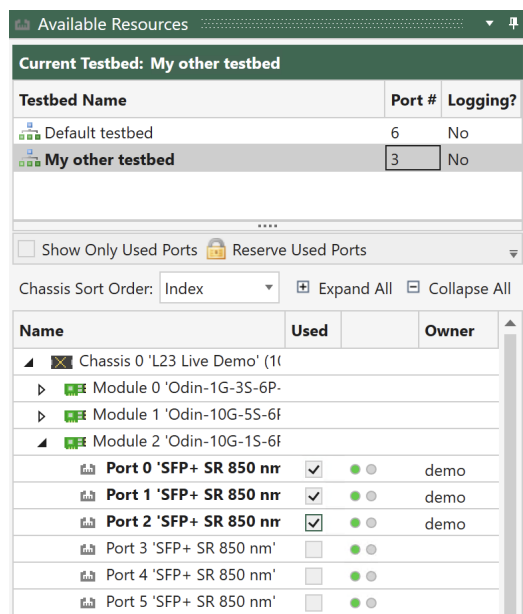 Available Resources
Current Testbed: My other testbed
Testbed Name Port # Logging?
Default testbed 6 No
My other testbed 3 No
Show Only Used Ports Reserve Used Ports
Chassis Sort Order: Index Expand All Collapse All
Name Used Owner
Chassis 0 'L23 Live Demo' (10
Module 0 'Odin-1G-3S-6P-
Module 1 'Odin-10G-5S-6P
Module 2 'Odin-10G-1S-6P
Port 0 'SFP+ SR 850 nm demo
Port 1 'SFP+ SR 850 nm demo
Port 2 'SFP+ SR 850 nm demo
Port 3 'SFP+ SR 850 nm'
Port 4 'SFP+ SR 850 nm'
Port 5 'SFP+ SR 850 nm'